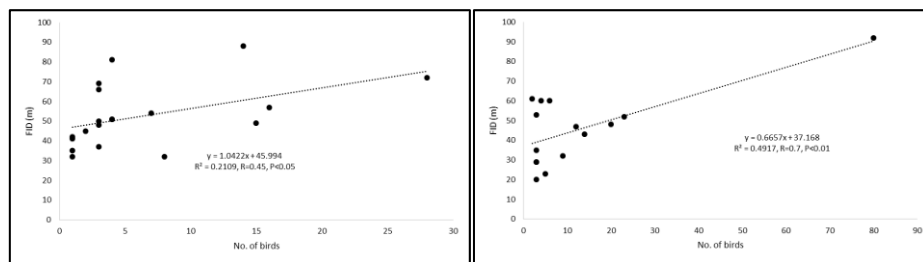 100
90
80
70
60
50
40
30
20
10
0
FID (m)
y = 1.0422x + 45.994
R² = 0.2109, R=0.45, P<0.05
0 5 10 15 20 25 30
No. of birds
100
90
80
70
60
50
40
30
20
10
0
FID (m)
y = 0.6657x + 37.168
R² = 0.4917, R=0.7, P<0.01
0 10 20 30 40 50 60 70 80 90
No. of birds